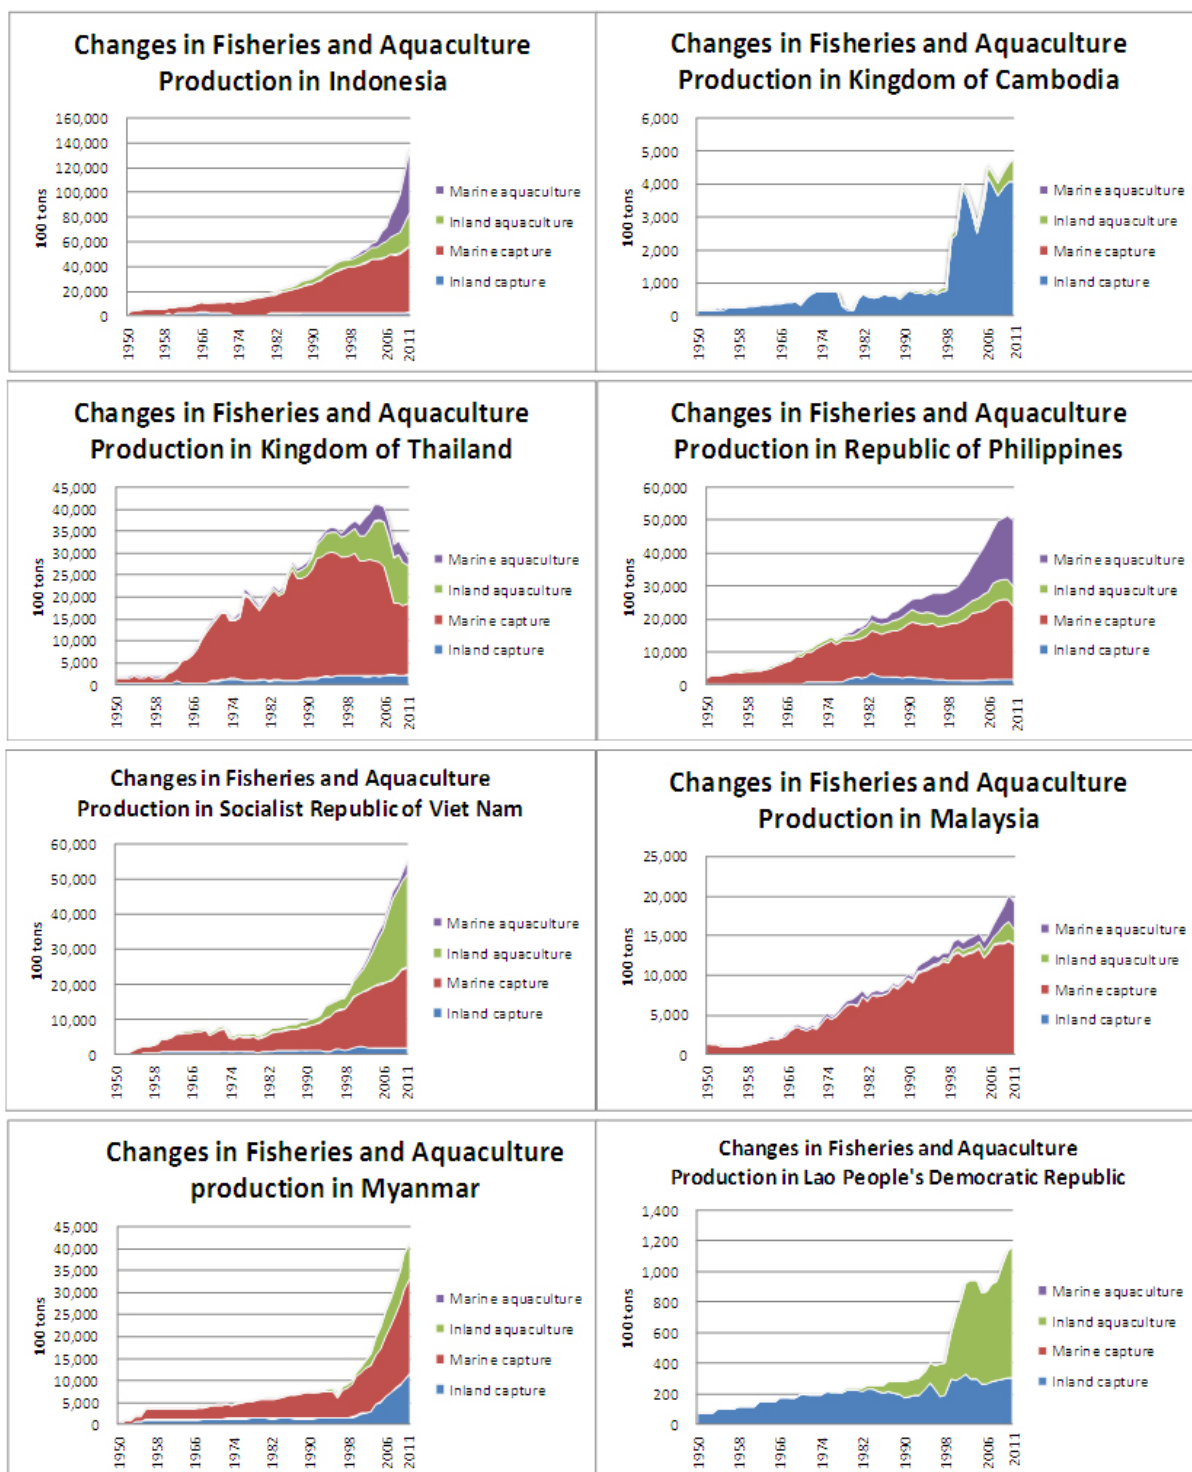 Changes in Fisheries and Aquaculture
Production in Indonesia
160,000
140,000
120,000
100,000
80,000
60,000
40,000
20,000
0
100 tons
1950
1958
1966
1974
1982
1990
1998
2006
2011
Marine aquaculture
Inland aquaculture
Marine capture
Inland capture
Changes in Fisheries and Aquaculture
Production in Kingdom of Cambodia
6,000
5,000
4,000
3,000
2,000
1,000
0
100 tons
1950
1958
1966
1974
1982
1990
1998
2006
2011
Marine aquaculture
Inland aquaculture
Marine capture
Inland capture
Changes in Fisheries and Aquaculture
Production in Kingdom of Thailand
45,000
40,000
35,000
30,000
25,000
20,000
15,000
10,000
5,000
0
100 tons
1950
1958
1966
1974
1982
1990
1998
2006
2011
Marine aquaculture
Inland aquaculture
Marine capture
Inland capture
Changes in Fisheries and Aquaculture
Production in Republic of Philippines
60,000
50,000
40,000
30,000
20,000
10,000
0
100 tons
1950
1958
1966
1974
1982
1990
1998
2006
2011
Marine aquaculture
Inland aquaculture
Marine capture
Inland capture
Changes in Fisheries and Aquaculture
Production in Socialist Republic of Viet Nam
60,000
50,000
40,000
30,000
20,000
10,000
0
100 tons
1950
1958
1966
1974
1982
1990
1998
2006
2011
Marine aquaculture
Inland aquaculture
Marine capture
Inland capture
Changes in Fisheries and Aquaculture
Production in Malaysia
25,000
20,000
15,000
10,000
5,000
0
100 tons
1950
1958
1966
1974
1982
1990
1998
2006
2011
Marine aquaculture
Inland aquaculture
Marine capture
Inland capture
Changes in Fisheries and Aquaculture
production in Myanmar
45,000
40,000
35,000
30,000
25,000
20,000
15,000
10,000
5,000
0
100 tons
1950
1958
1966
1974
1982
1990
1998
2006
2011
Marine aquaculture
Inland aquaculture
Marine capture
Inland capture
Changes in Fisheries and Aquaculture
Production in Lao People's Democratic Republic
1,400
1,200
1,000
800
600
400
200
0
100 tons
1950
1958
1966
1974
1982
1990
1998
2006
2011
Marine aquaculture
Inland aquaculture
Marine capture
Inland capture